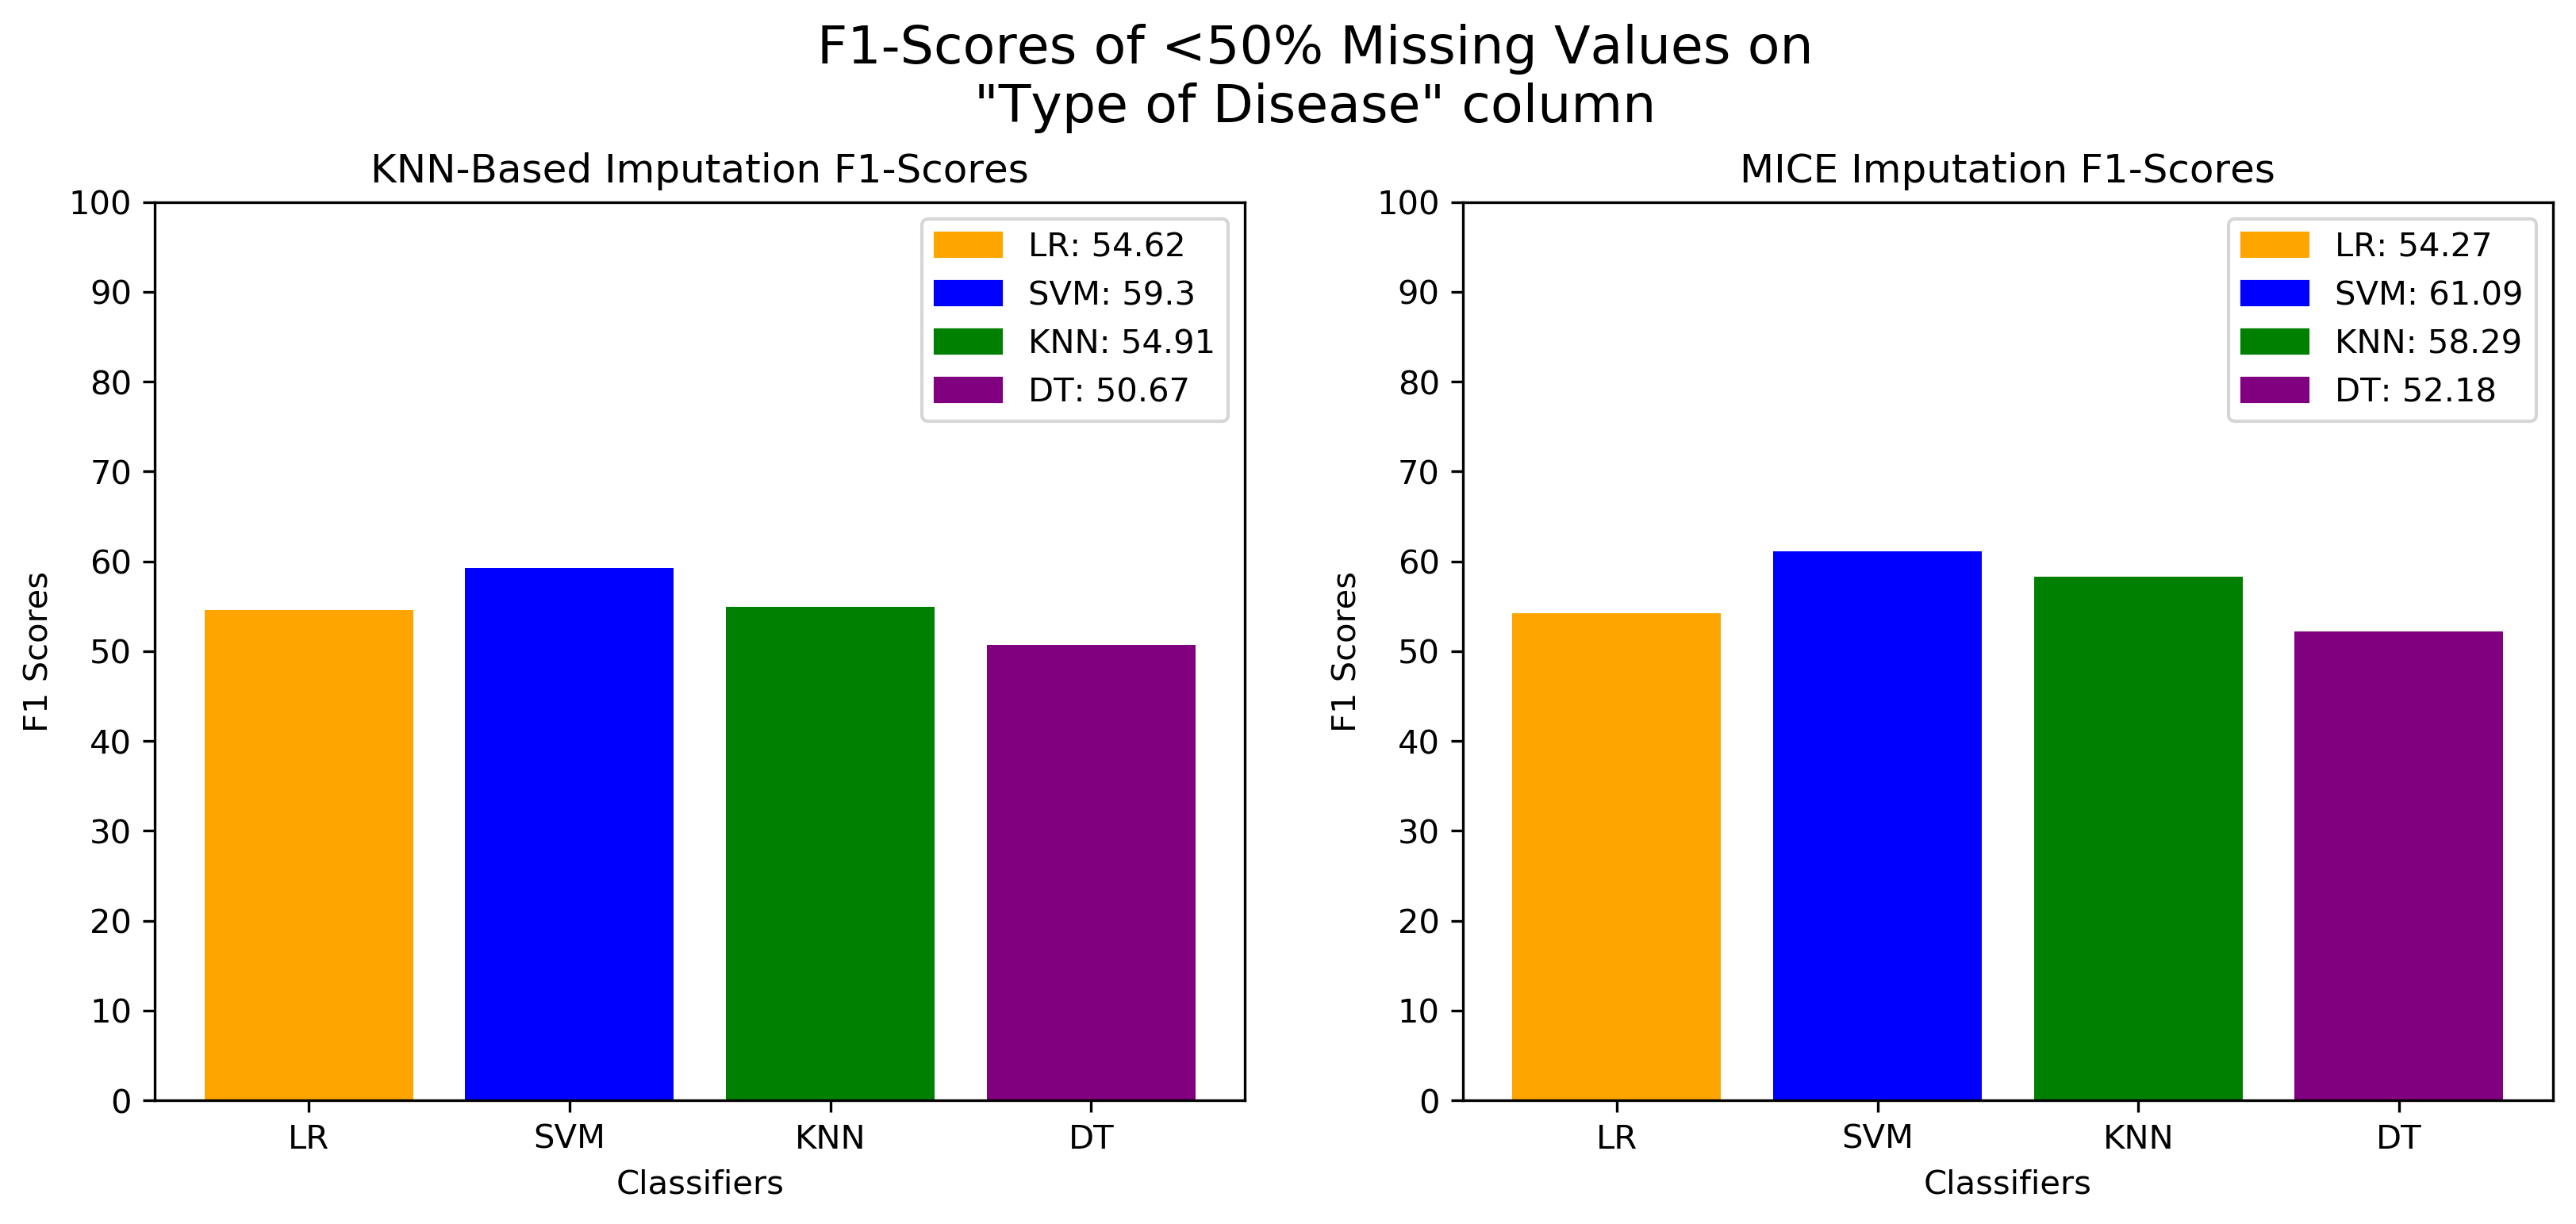 F1-Scores of <50% Missing Values on
"Type of Disease" column
KNN-Based Imputation F1-Scores
100
90
80
70
60
50
40
30
20
10
0
F1 Scores
LR: 54.62
SVM: 59.3
KNN: 54.91
DT: 50.67
LR SVM KNN DT
Classifiers
MICE Imputation F1-Scores
100
90
80
70
60
50
40
30
20
10
0
F1 Scores
LR: 54.27
SVM: 61.09
KNN: 58.29
DT: 52.18
LR SVM KNN DT
Classifiers